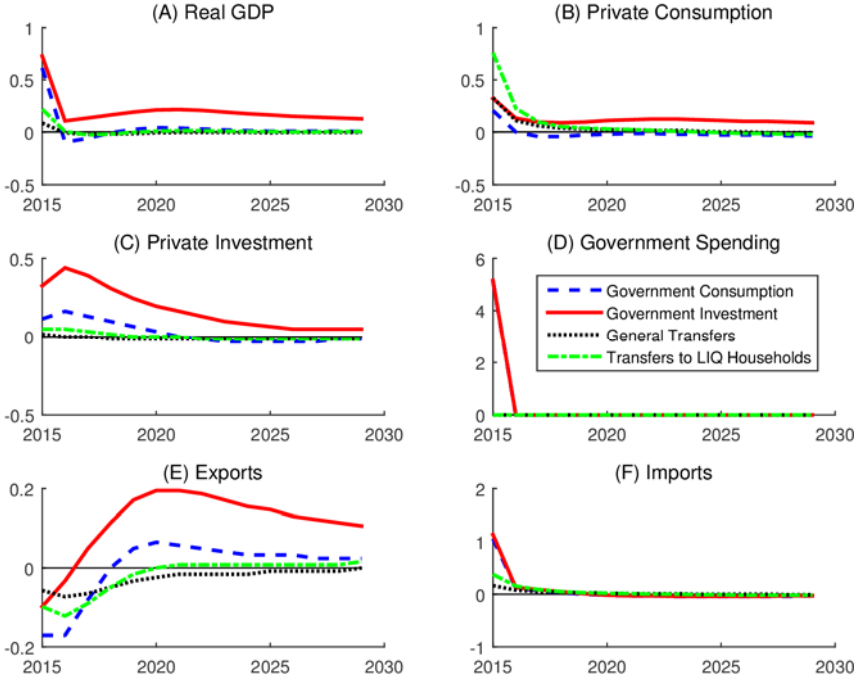 (A) Real GDP
1
0.5
0
-0.5
2015 2020 2025 2030
(B) Private Consumption
1
0.5
0
-0.5
2015 2020 2025 2030
(C) Private Investment
0.5
0
-0.5
2015 2020 2025 2030
(D) Government Spending
6
4
2
0
2015 2020 2025 2030
Government Consumption
Government Investment
General Transfers
Transfers to LIQ Households
(E) Exports
0.2
0
-0.2
2015 2020 2025 2030
(F) Imports
2
1
0
-1
2015 2020 2025 2030